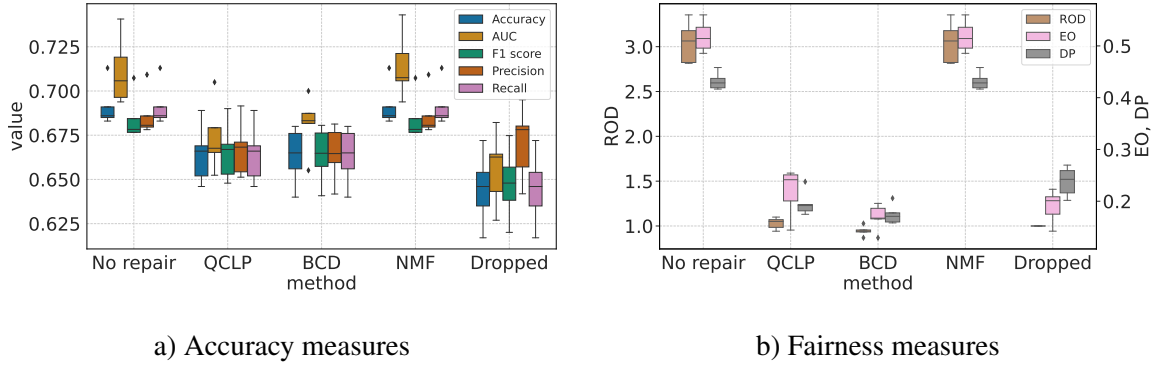 0.725
0.700
0.675
0.650
0.625
value
Accuracy
AUC
F1 score
Precision
Recall
No repair QCLP BCD NMF Dropped
method
a) Accuracy measures
3.0
2.5
2.0
1.5
1.0
ROD
ROD
EO
DP
0.5
0.4
0.3
0.2
EO, DP
No repair QCLP BCD NMF Dropped
method
b) Fairness measures